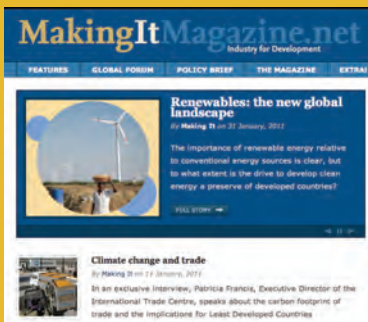 MakingItMagazine.net
Industry for Development
FEATURES GLOBAL FORUM POLICY BRIEF THE MAGAZINE EXTRA!
Renewables: the new global
landscape
By Making It on 31 January, 2011
The importance of renewable energy relative
to conventional energy sources is clear, but
to what extent is the drive to develop clean
energy a preserve of developed countries?
FULL STORY
Climate change and trade
By Making It on 11 January, 2011
In an exclusive interview, Patricia Francis, Executive Director of the
International Trade Centre, speaks about the carbon footprint of
trade and the implications for Least Developed Countries